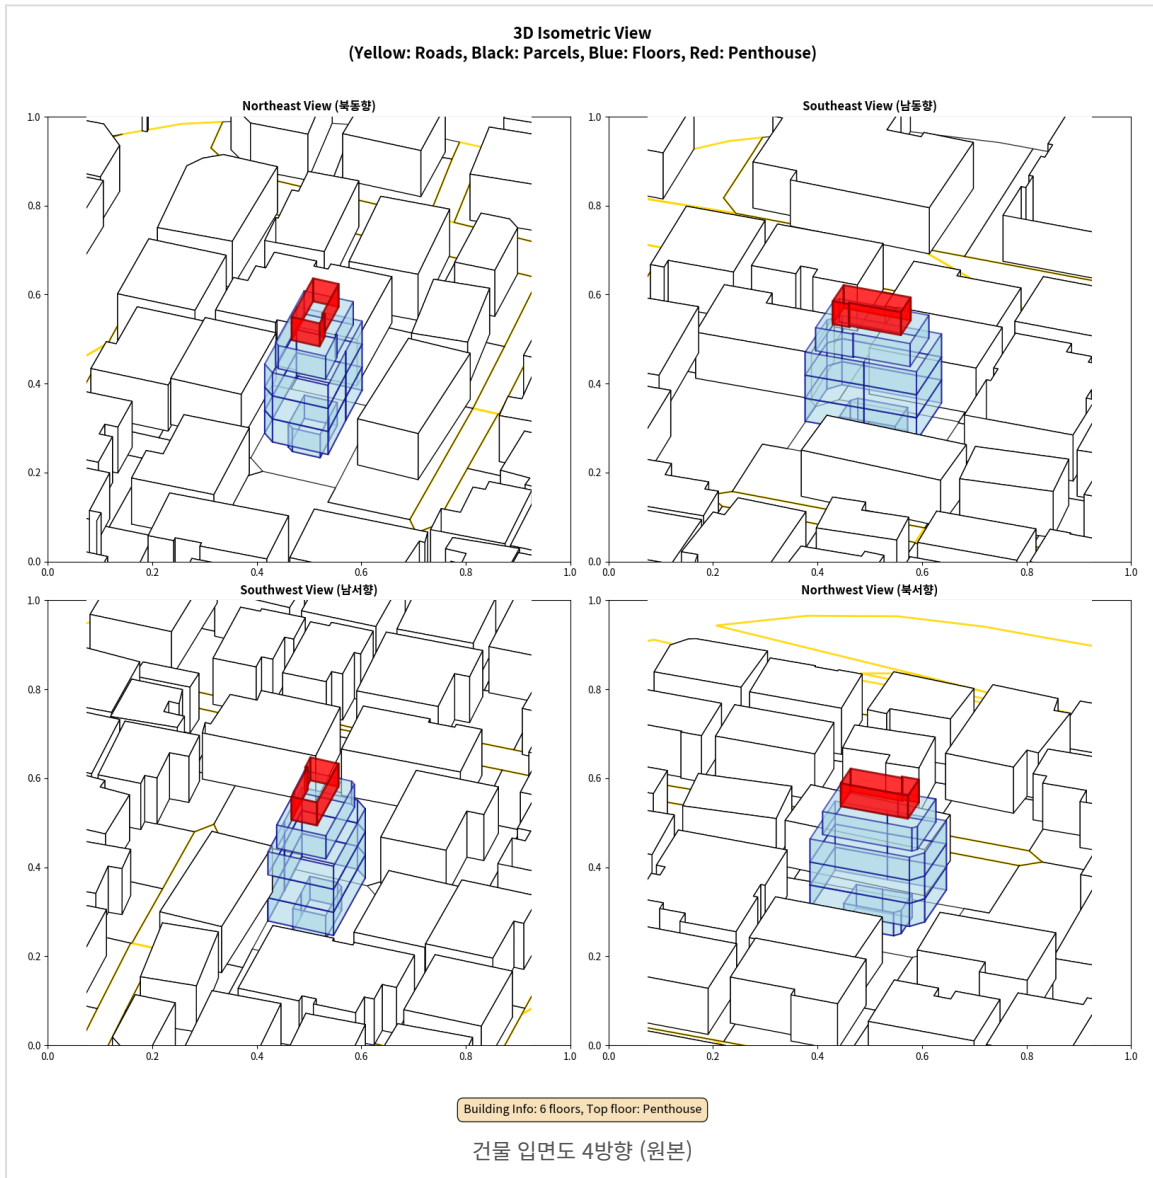 3D Isometric View
(Yellow: Roads, Black: Parcels, Blue: Floors, Red: Penthouse)
Northeast View (북동향)
1.0
0.8
0.6
0.4
0.2
0.0
0.0 0.2 0.4 0.6 0.8 1.0
Southeast View (남동향)
1.0
0.8
0.6
0.4
0.2
0.0
0.0 0.2 0.4 0.6 0.8 1.0
Southwest View (남서향)
1.0
0.8
0.6
0.4
0.2
0.0
0.0 0.2 0.4 0.6 0.8 1.0
Northwest View (북서향)
1.0
0.8
0.6
0.4
0.2
0.0
0.0 0.2 0.4 0.6 0.8 1.0
Building Info: 6 floors, Top floor: Penthouse
건물 입면도 4방향 (원본)